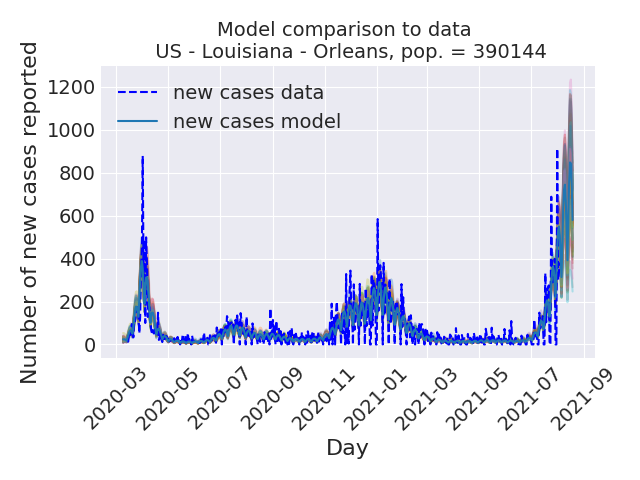 Model comparison to data
US - Louisiana - Orleans, pop. = 390144
Number of new cases reported
1200
1000
800
600
400
200
0
new cases data
new cases model
2020-03
2020-05
2020-07
2020-09
2020-11
2021-01
2021-03
2021-05
2021-07
2021-09
Day